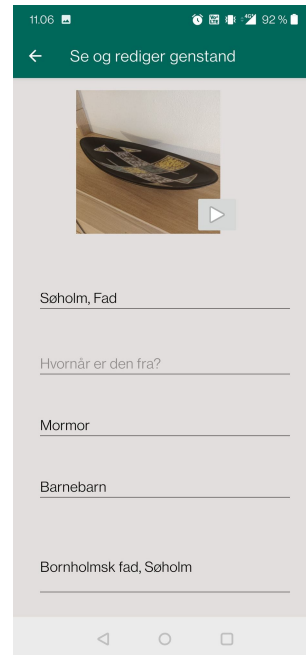 11.06
92 %
Se og rediger genstand
Søholm, Fad
Hvornår er den fra?
Mormor
Barnebarn
Bornholmsk fad, Søholm